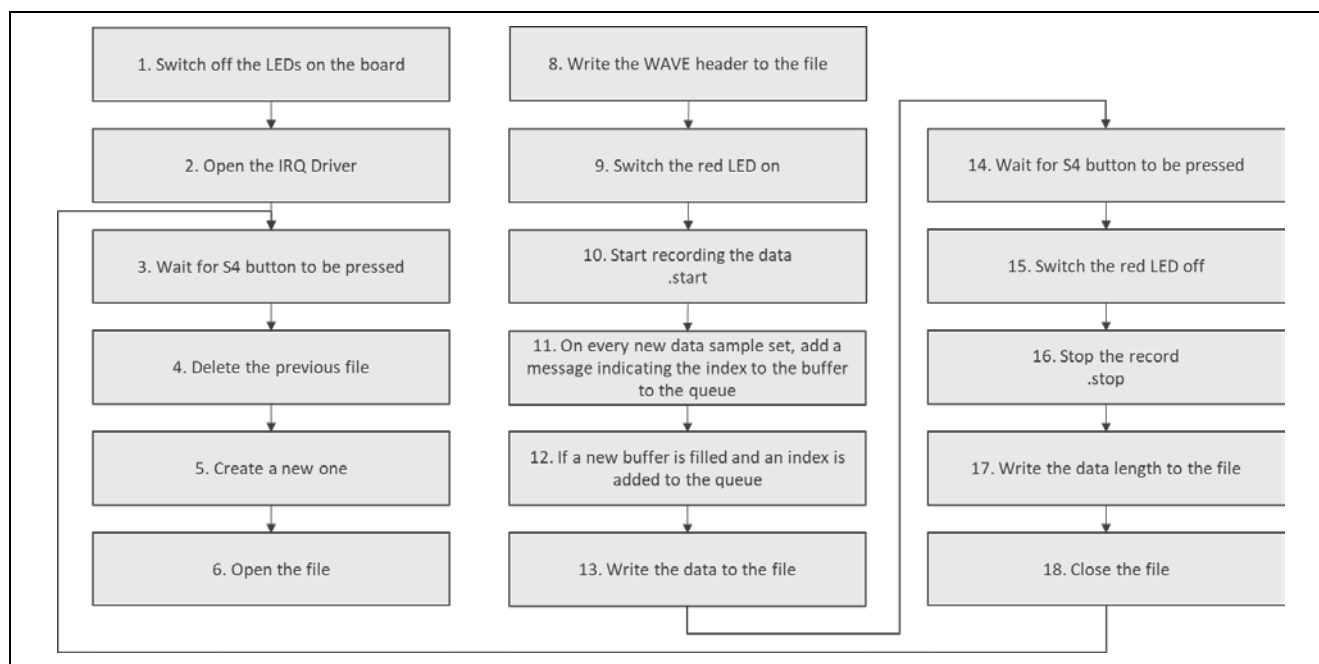 1. Switch off the LEDs on the board
2. Open the IRQ Driver
3. Wait for S4 button to be pressed
4. Delete the previous file
5. Create a new one
6. Open the file
8. Write the WAVE header to the file
9. Switch the red LED on
10. Start recording the data
.start
11. On every new data sample set, add a
message indicating the index to the buffer
to the queue
12. If a new buffer is filled and an index is
added to the queue
13. Write the data to the file
14. Wait for S4 button to be pressed
15. Switch the red LED off
16. Stop the record
.stop
17. Write the data length to the file
18. Close the file